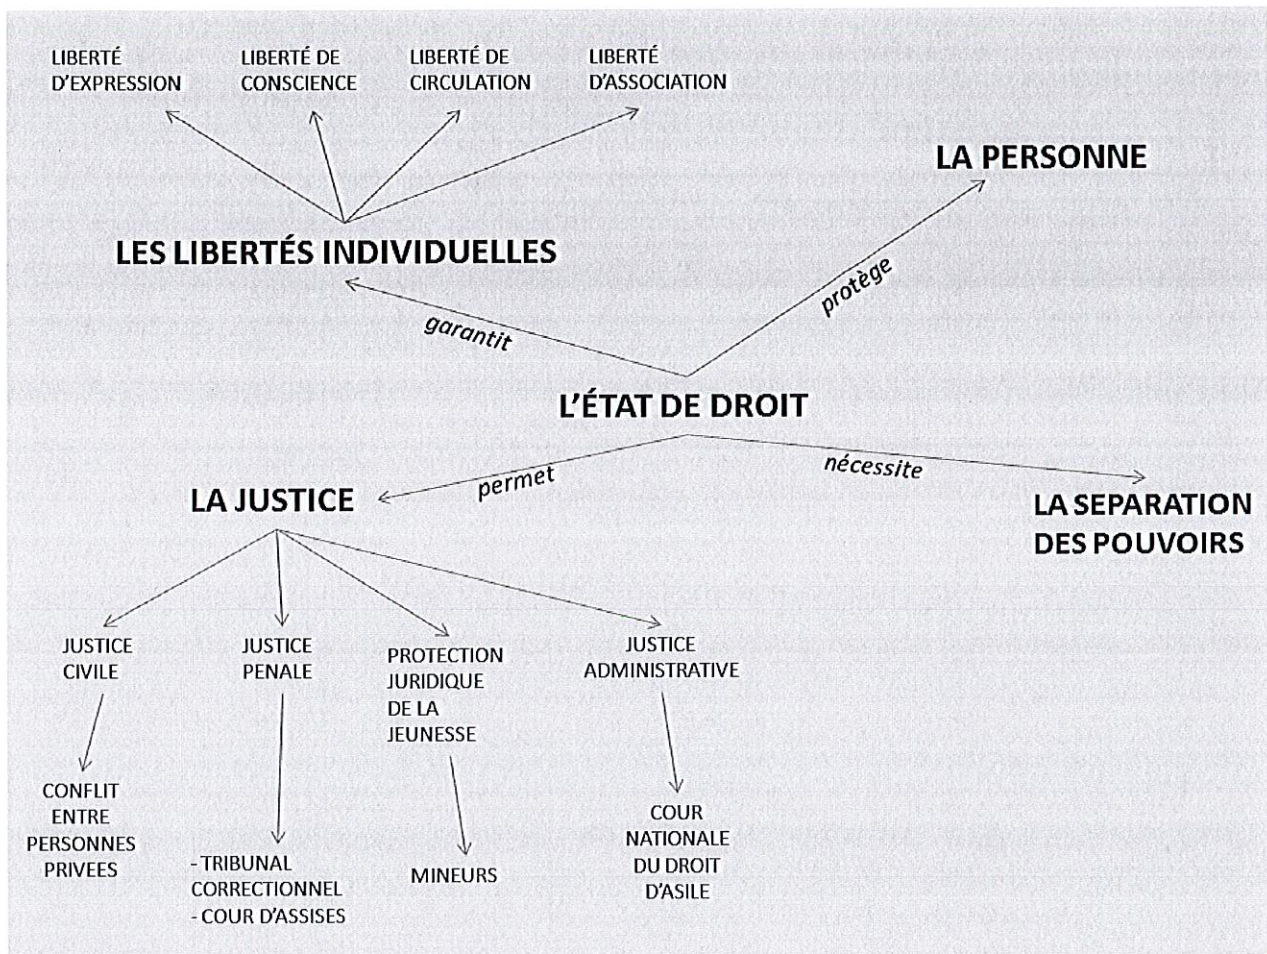 LIBERTÉ
D'EXPRESSION
LIBERTÉ DE
CONSCIENCE
LIBERTÉ DE
CIRCULATION
LIBERTÉ
D'ASSOCIATION
LA PERSONNE
LES LIBERTÉS INDIVIDUELLES
protège
garantit
L'ÉTAT DE DROIT
permet
nécessite
LA JUSTICE
LA SEPARATION
DES POUVOIRS
JUSTICE
CIVILE
JUSTICE
PENALE
PROTECTION
JURIDIQUE
DE LA
JEUNESSE
JUSTICE
ADMINISTRATIVE
CONFLIT
ENTRE
PERSONNES
PRIVEES
-TRIBUNAL
CORRECTIONNEL
-COUR D'ASSISES
MINEURS
COUR
NATIONALE
DU DROIT
D'ASILE